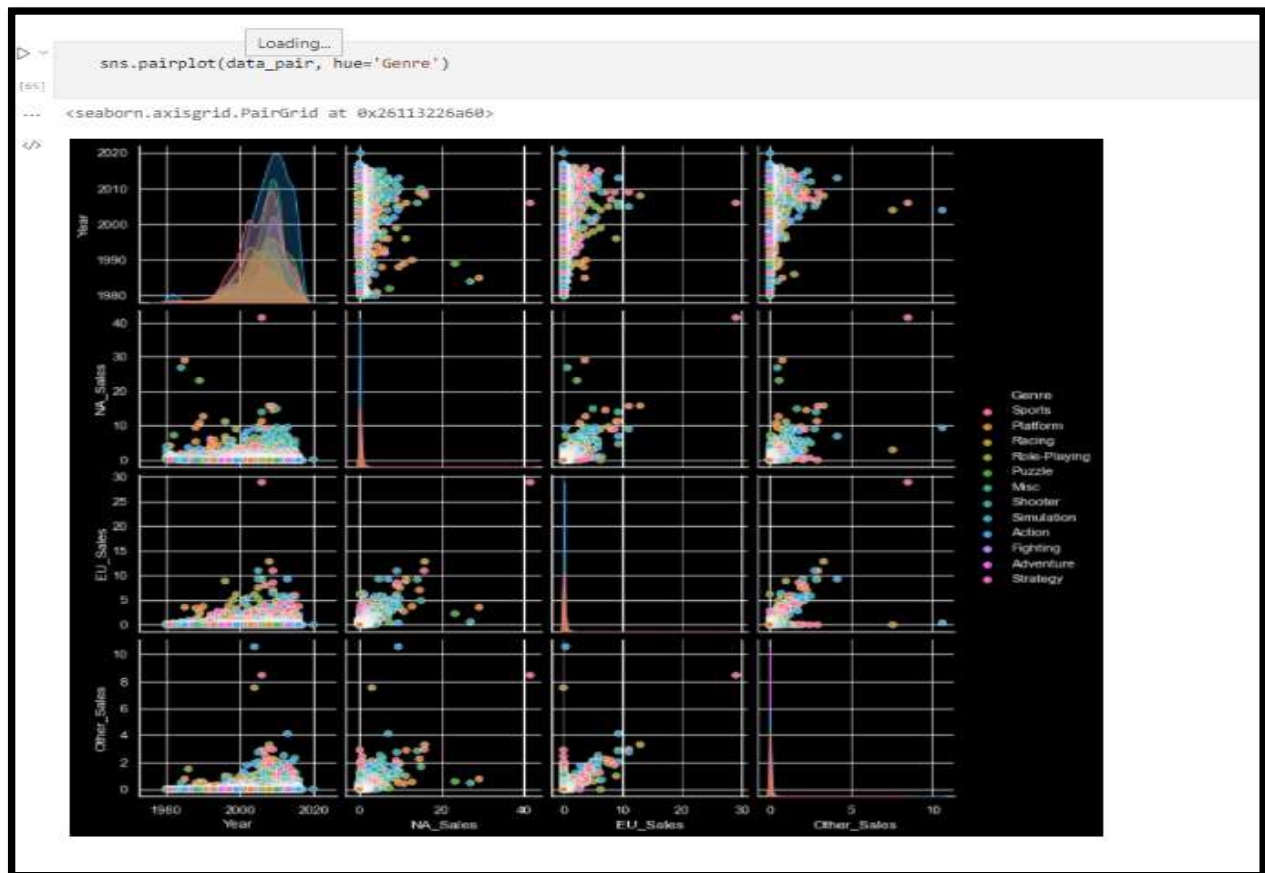 Loading...
sns.pairplot(data_pair, hue='Genre')
[65]
<seaborn.axisgrid.PairGrid at 0x26113226a60>
</>
2020
2010
2000
1990
1980
Year
40
30
20
10
0
NA_Sales
30
25
20
15
10
5
0
EU_Sales
10
8
6
4
2
0
Other_Sales
1980 2000 2020 0 20 40 0 10 20 30 0 5 10
Year NA_Sales EU_Sales Other_Sales
Genre
Sports
Platform
Racing
Role-Playing
Puzzle
Misc
Shooter
Simulation
Action
Fighting
Adventure
Strategy